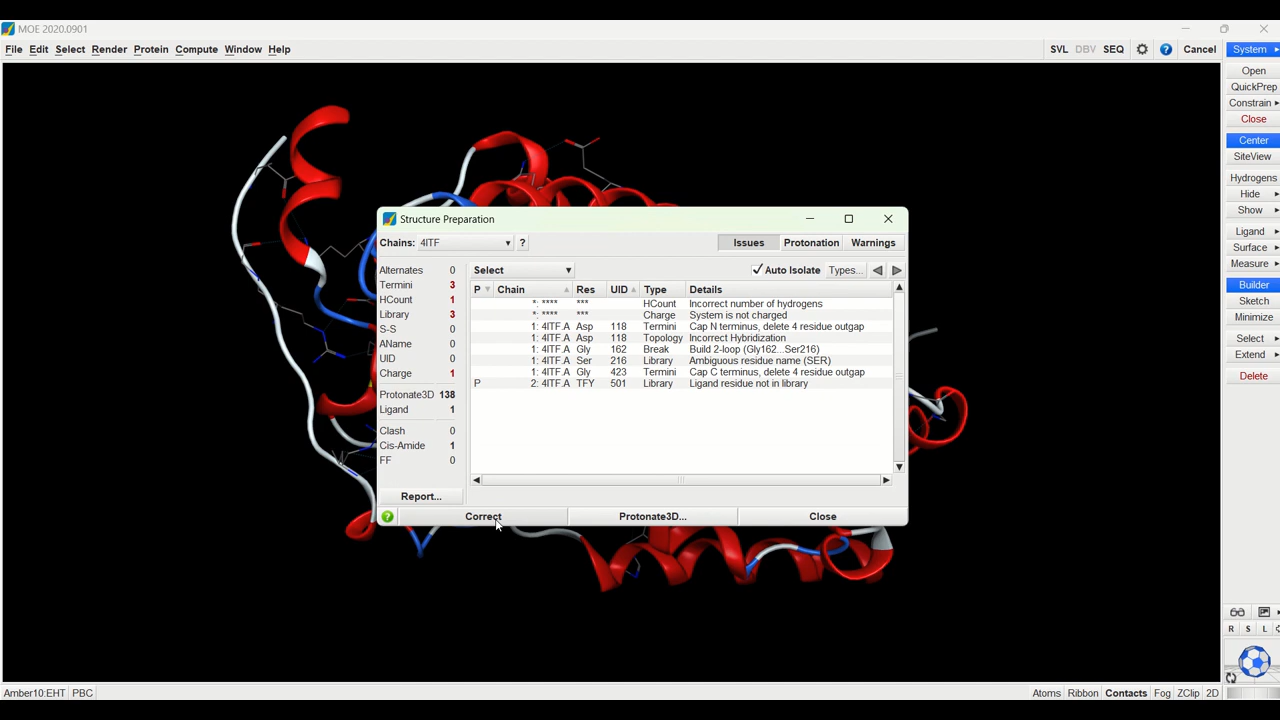 MOE 2020.0901
File Edit Select Render Protein Compute Window Help
SVL DBV SEQ ? Cancel
System
Open
QuickPrep
Constrain
Close
Center
SiteView
Hydrogens
Hide
Show
Ligand
Surface
Measure
Builder
Sketch
Minimize
Select
Extend
Delete
R S L
Structure Preparation
Chains: 4ITF ?
Issues Protonation Warnings
Alternates 0
Termini 3
HCount 1
Library 3
S-S 0
AName 0
UID 0
Charge 1
Protonate3D 138
Ligand 1
Clash 0
Cis-Amide 1
FF 0
Report...
Select Auto Isolate Types...
P Chain Res UID Type Details
*: **** *** HCount Incorrect number of hydrogens
*: **** *** Charge System is not charged
1: 4ITF.A Asp 118 Termini Cap N terminus, delete 4 residue outgap
1: 4ITF.A Asp 118 Topology Incorrect Hybridization
1: 4ITF.A Gly 162 Break Build 2-loop (Gly162...Ser216)
1: 4ITF.A Ser 216 Library Ambiguous residue name (SER)
1: 4ITF.A Gly 423 Termini Cap C terminus, delete 4 residue outgap
P 2: 4ITF.A TFY 501 Library Ligand residue not in library
? Correct Protonate3D... Close
Amber10:EHT PBC
Atoms Ribbon Contacts Fog ZClip 2D